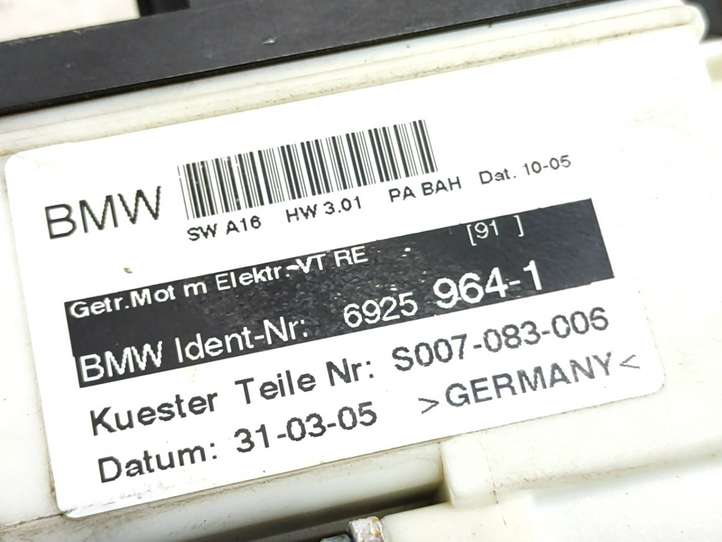 BMW
SW A16 HW 3.01 PA BAH Dat. 10-05
Getr.Mot m Elektr.-VT RE [91 ]
BMW Ident-Nr: 6925 964-1
Kuester Teile Nr: S007-083-006
Datum: 31-03-05 >GERMANY<